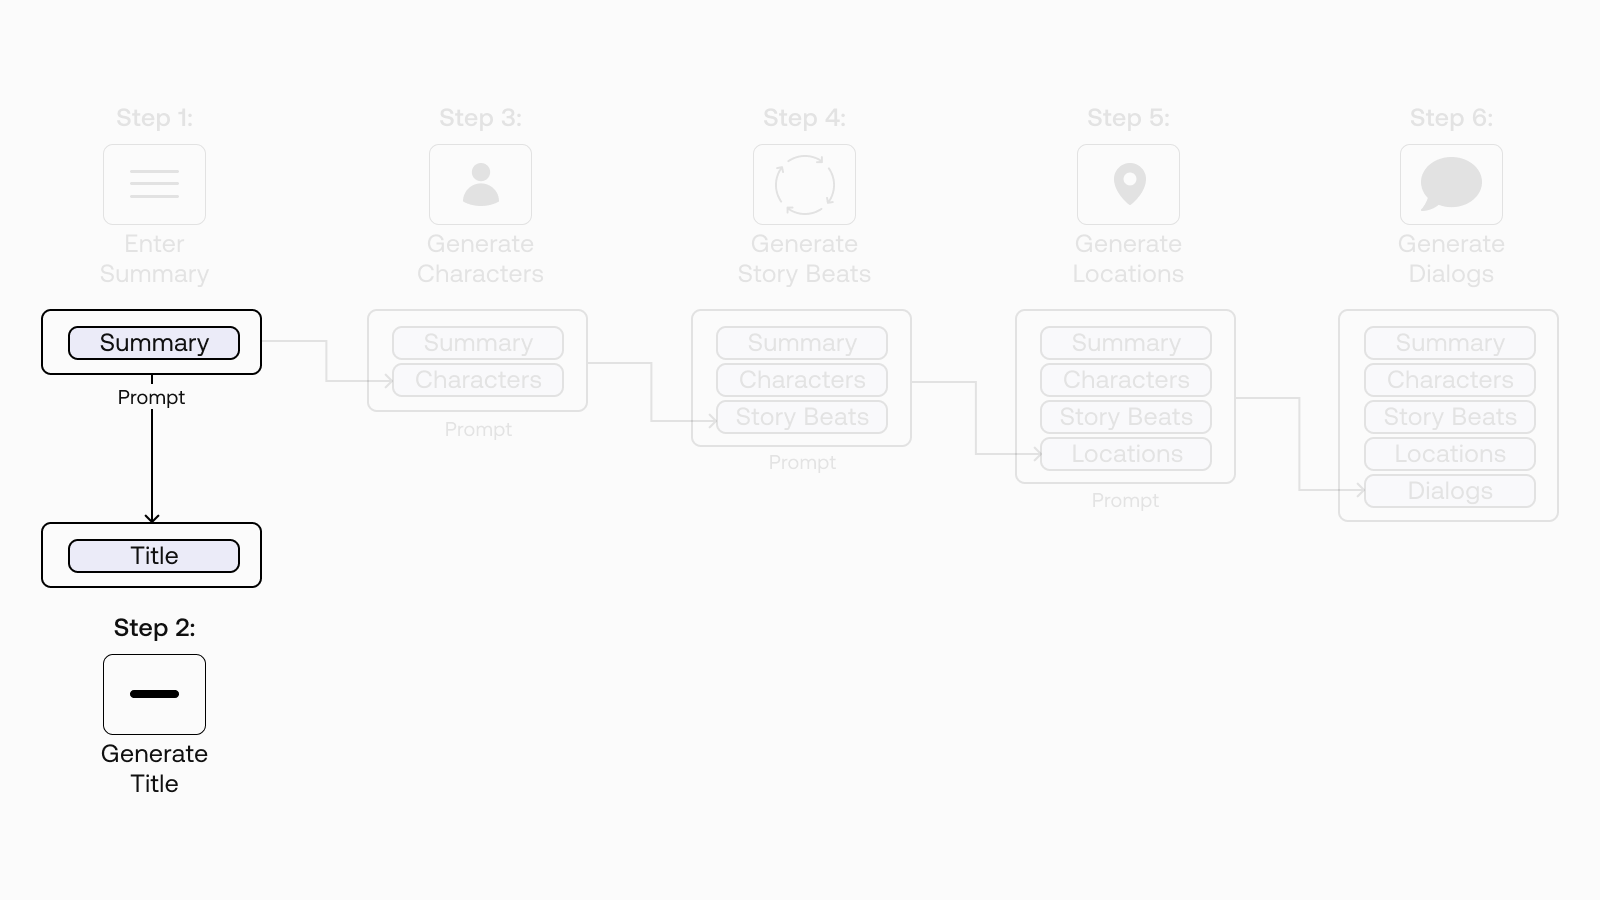 Step 1:
Enter
Summary
Summary
Prompt
Title
Step 2:
Generate
Title
Step 3:
Generate
Characters
Summary
Characters
Prompt
Step 4:
Generate
Story Beats
Summary
Characters
Story Beats
Prompt
Step 5:
Generate
Locations
Summary
Characters
Story Beats
Locations
Prompt
Step 6:
Generate
Dialogs
Summary
Characters
Story Beats
Locations
Dialogs